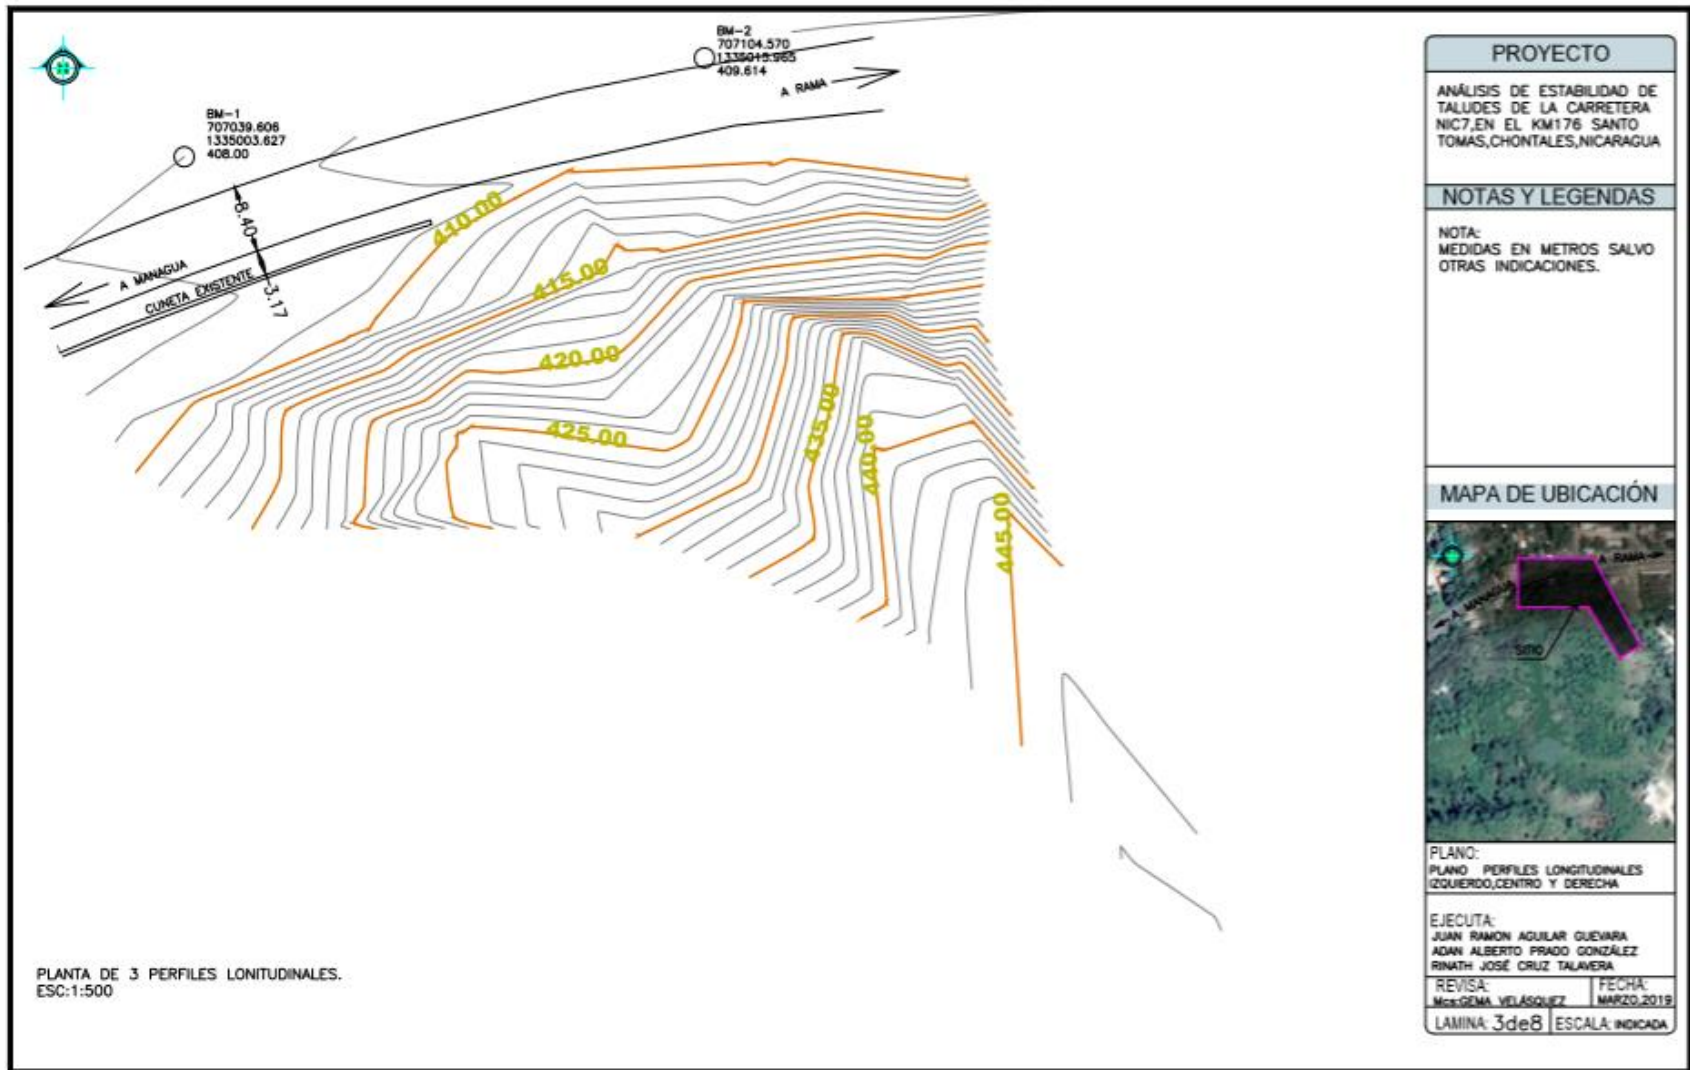 BM-1
707039.606
1335003.627
408.00
BM-2
707104.570
1335015.965
409.614
A RAMA
8.40
A MANAGUA
CUNETA EXISTENTE
3.17
410.00
415.00
420.00
425.00
435.00
440.00
445.00
PLANTA DE 3 PERFILES LONITUDINALES.
ESC:1:500
PROYECTO
ANÁLISIS DE ESTABILIDAD DE
TALUDES DE LA CARRETERA
NIC7,EN EL KM176 SANTO
TOMAS,CHONTALES,NICARAGUA
NOTAS Y LEGENDAS
NOTA:
MEDIDAS EN METROS SALVO
OTRAS INDICACIONES.
MAPA DE UBICACIÓN
A RAMA
A MANAGUA
SITIO
PLANO:
PLANO PERFILES LONGITUDINALES
IZQUIERDO,CENTRO Y DERECHA
EJECUTA:
JUAN RAMON AGUILAR GUEVARA
ADAN ALBERTO PRADO GONZÁLEZ
RINATH JOSÉ CRUZ TALAVERA
REVISA:
Mcs:GEMA VELÁSQUEZ
FECHA:
MARZO,2019
LAMINA: 3de8
ESCALA: INDICADA